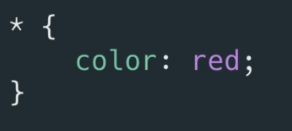 * {
    color: red;
}